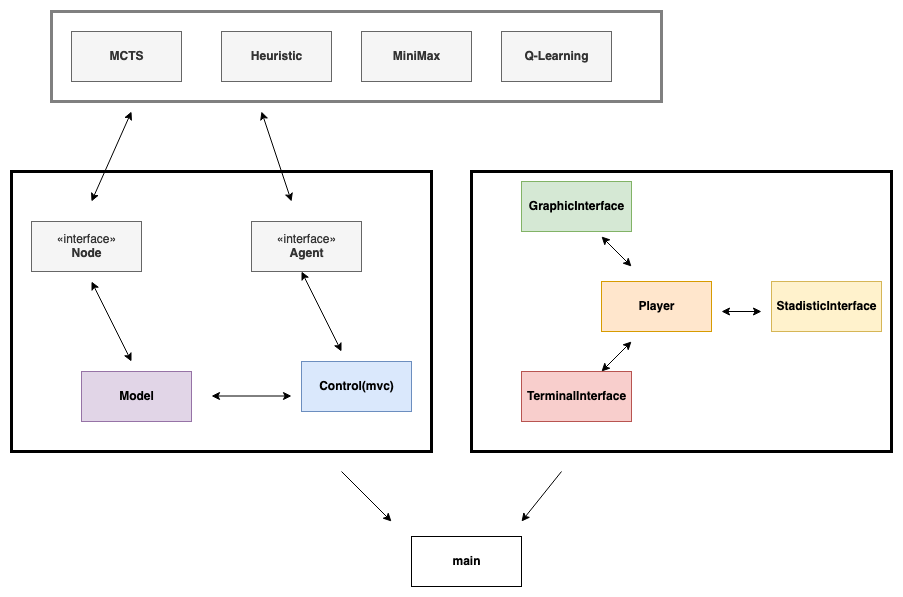 MCTS
Heuristic
MiniMax
Q-Learning
«interface»
Node
«interface»
Agent
Model
Control(mvc)
GraphicInterface
Player
StadisticInterface
TerminalInterface
main